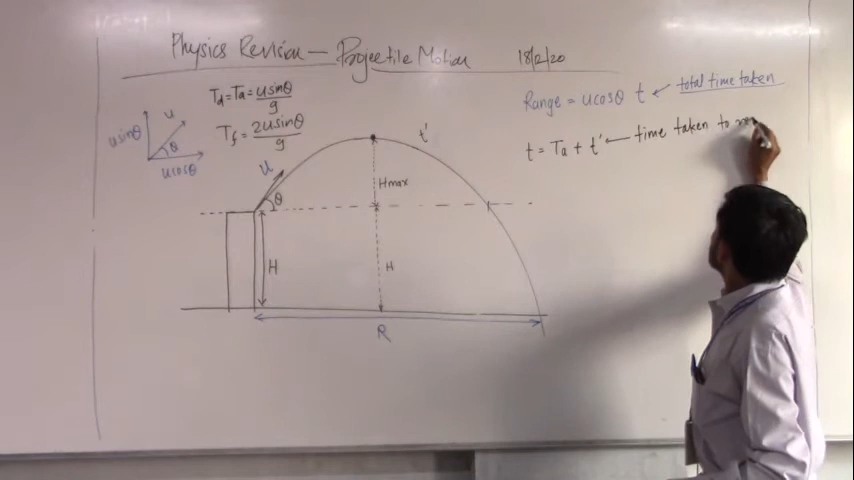 Physics Revision — Projectile Motion 18/2/20
Td = Ta = usinθ/g
Tf = 2usinθ/g
usinθ
u
θ
ucosθ
Range = ucosθ t ← total time taken
t = Ta + t' ← time taken to
t'
u
θ
Hmax
H
H
R